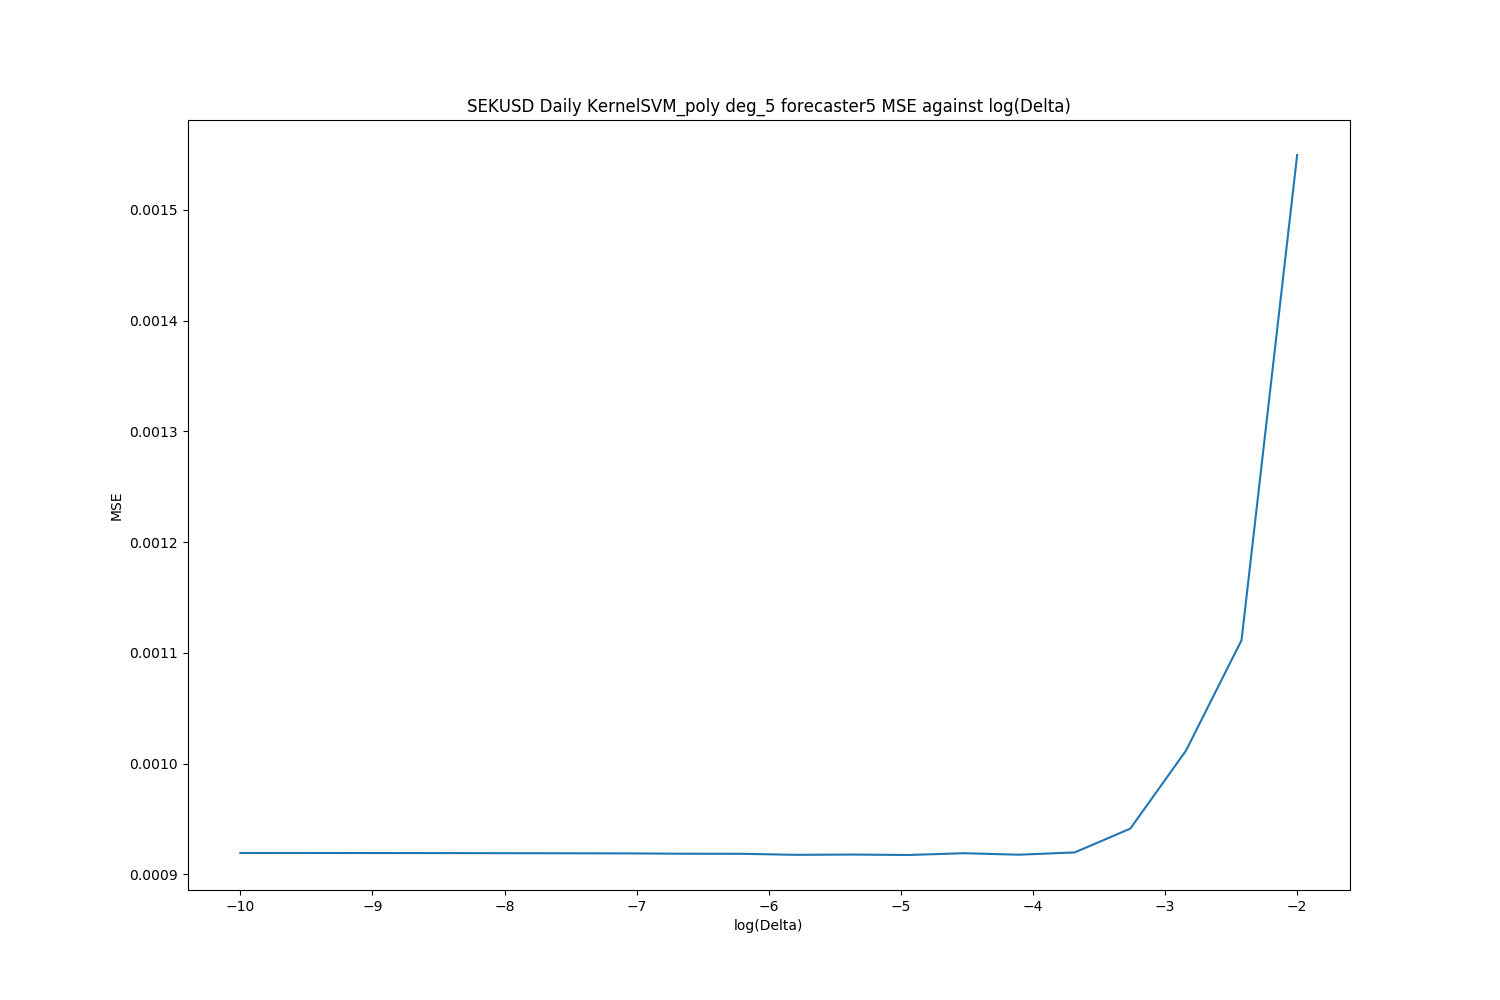 SEKUSD Daily KernelSVM_poly deg_5 forecaster5 MSE against log(Delta)
0.0015
0.0014
0.0013
0.0012
0.0011
0.0010
0.0009
MSE
−10 −9 −8 −7 −6 −5 −4 −3 −2
log(Delta)